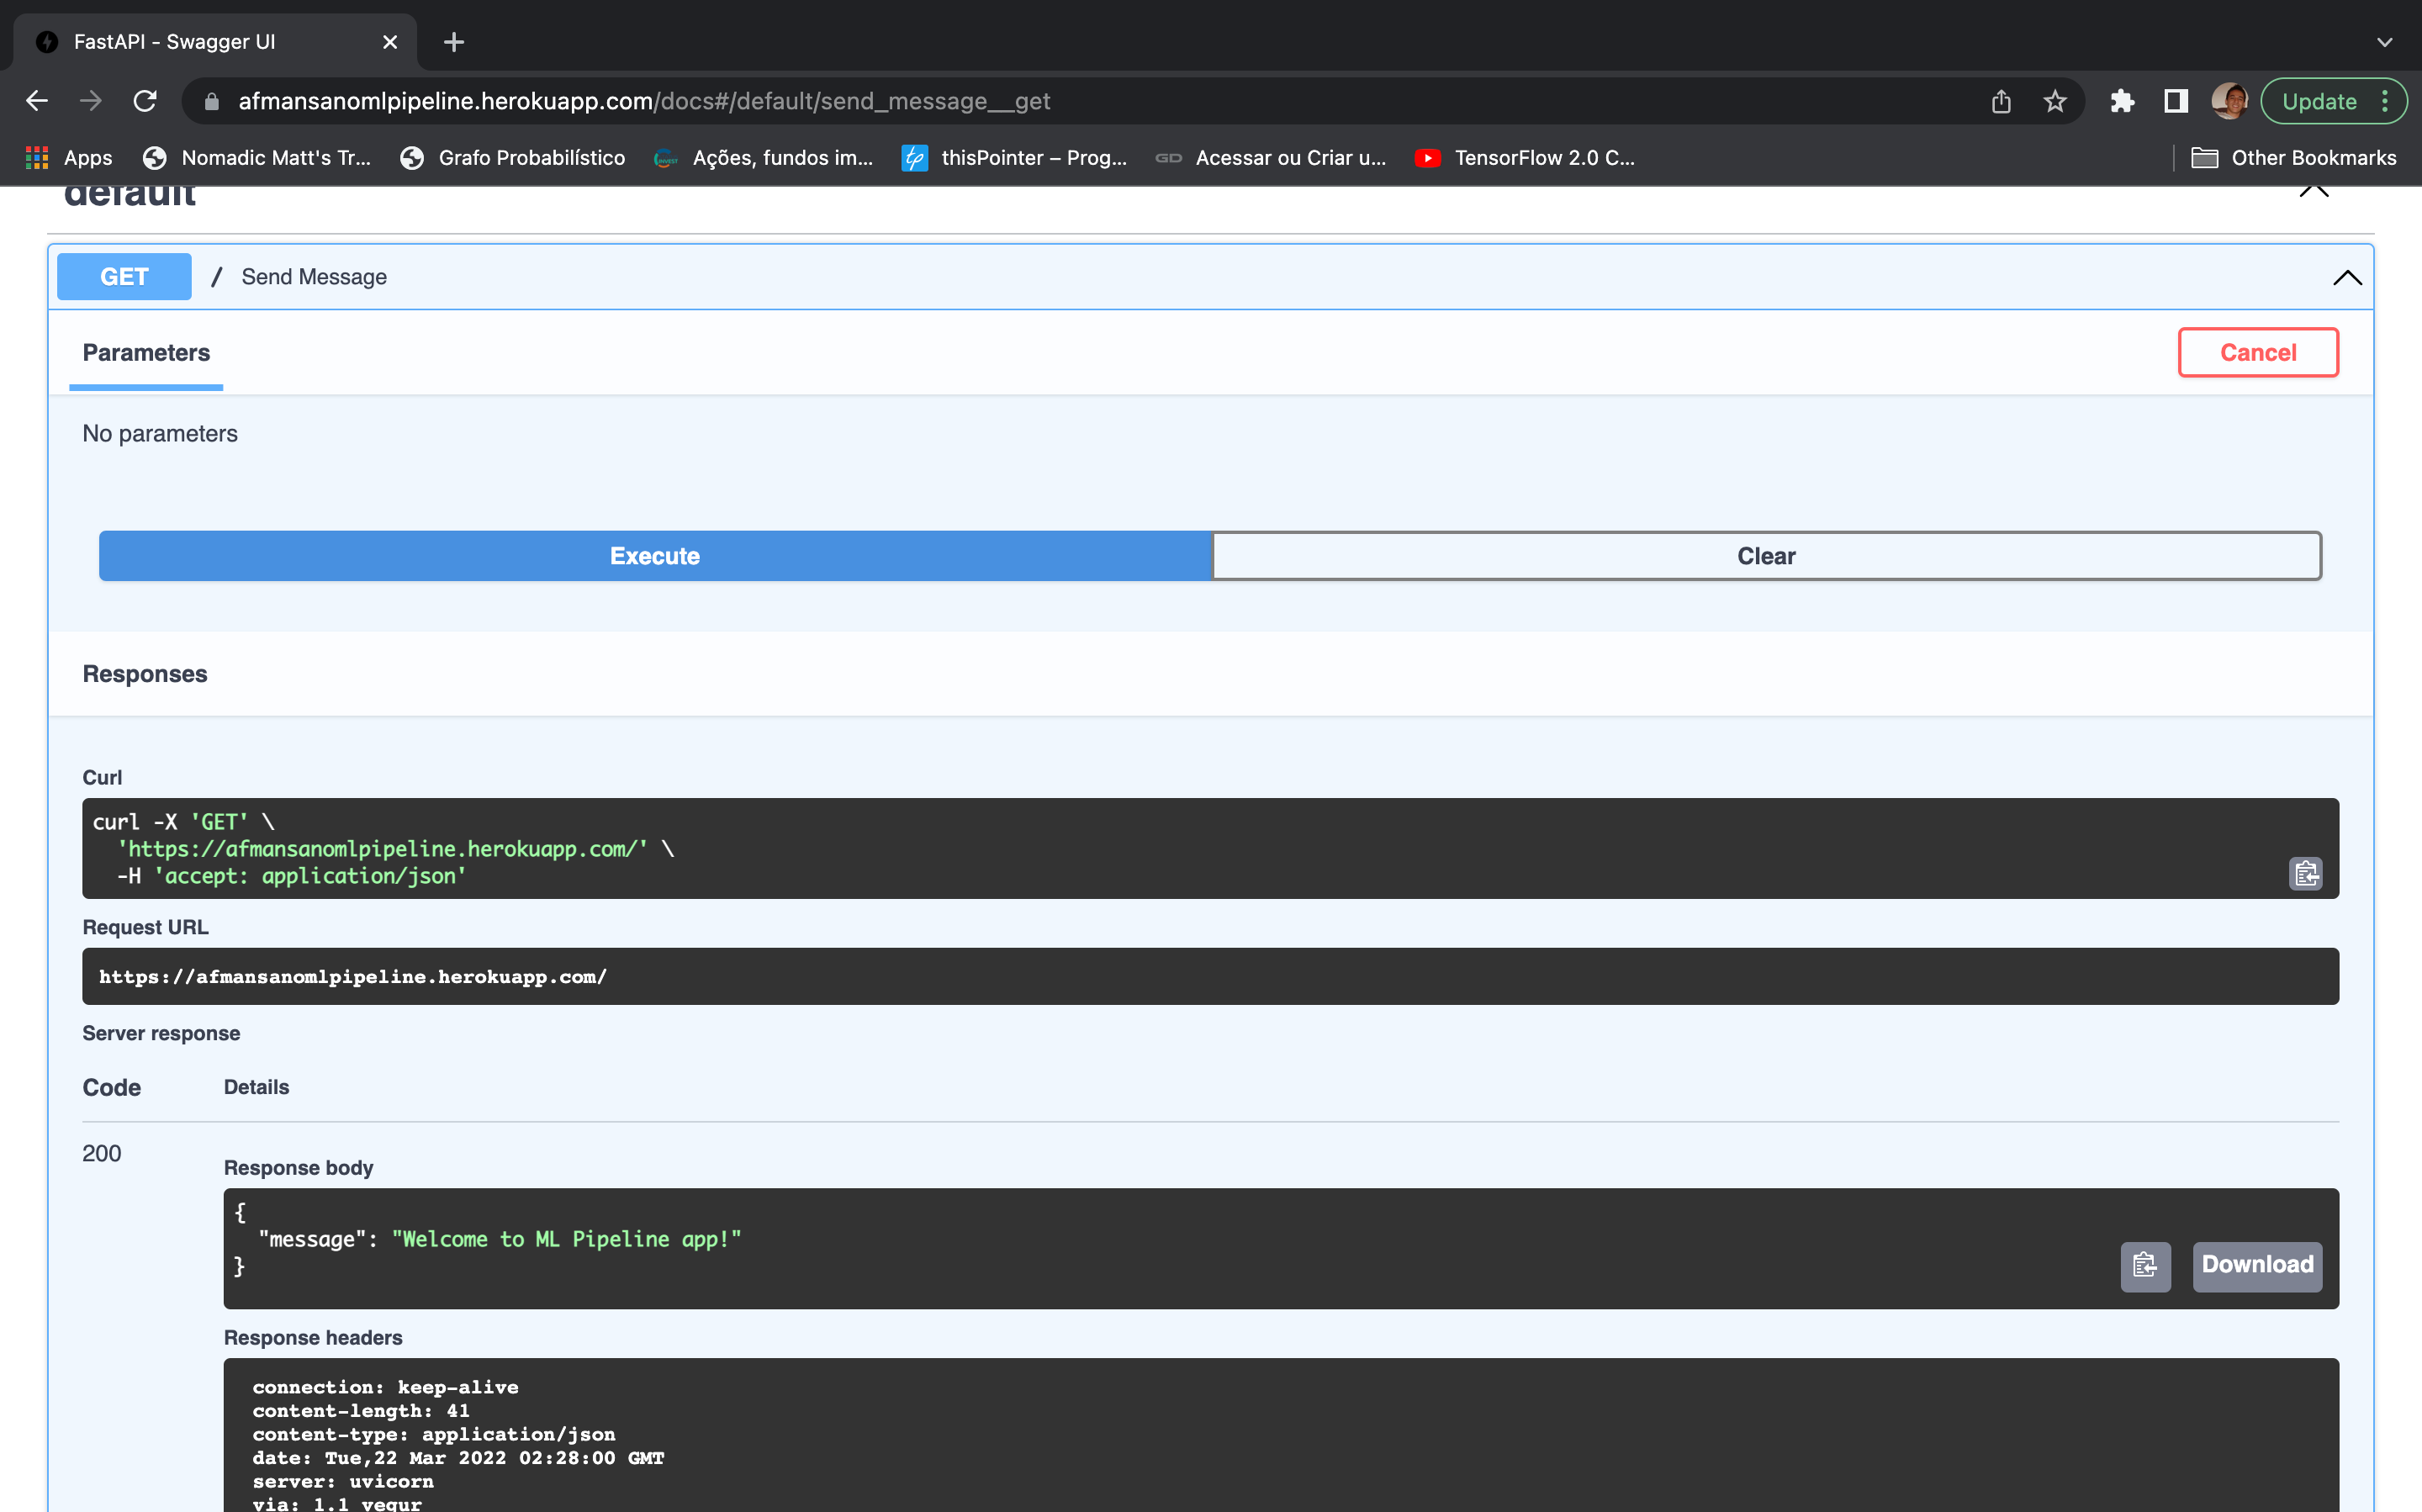 FastAPI - Swagger UI
afmansanomlpipeline.herokuapp.com/docs#/default/send_message__get
Update
Apps
Nomadic Matt's Tr...
Grafo Probabilístico
Ações, fundos im...
thisPointer – Prog...
Acessar ou Criar u...
TensorFlow 2.0 C...
Other Bookmarks
default
GET / Send Message
Parameters
Cancel
No parameters
Execute
Clear
Responses
Curl
curl -X 'GET' \
'https://afmansanomlpipeline.herokuapp.com/' \
-H 'accept: application/json'
Request URL
https://afmansanomlpipeline.herokuapp.com/
Server response
Code Details
200
Response body
{
"message": "Welcome to ML Pipeline app!"
}
Download
Response headers
connection: keep-alive
content-length: 41
content-type: application/json
date: Tue,22 Mar 2022 02:28:00 GMT
server: uvicorn
via: 1.1 vegur